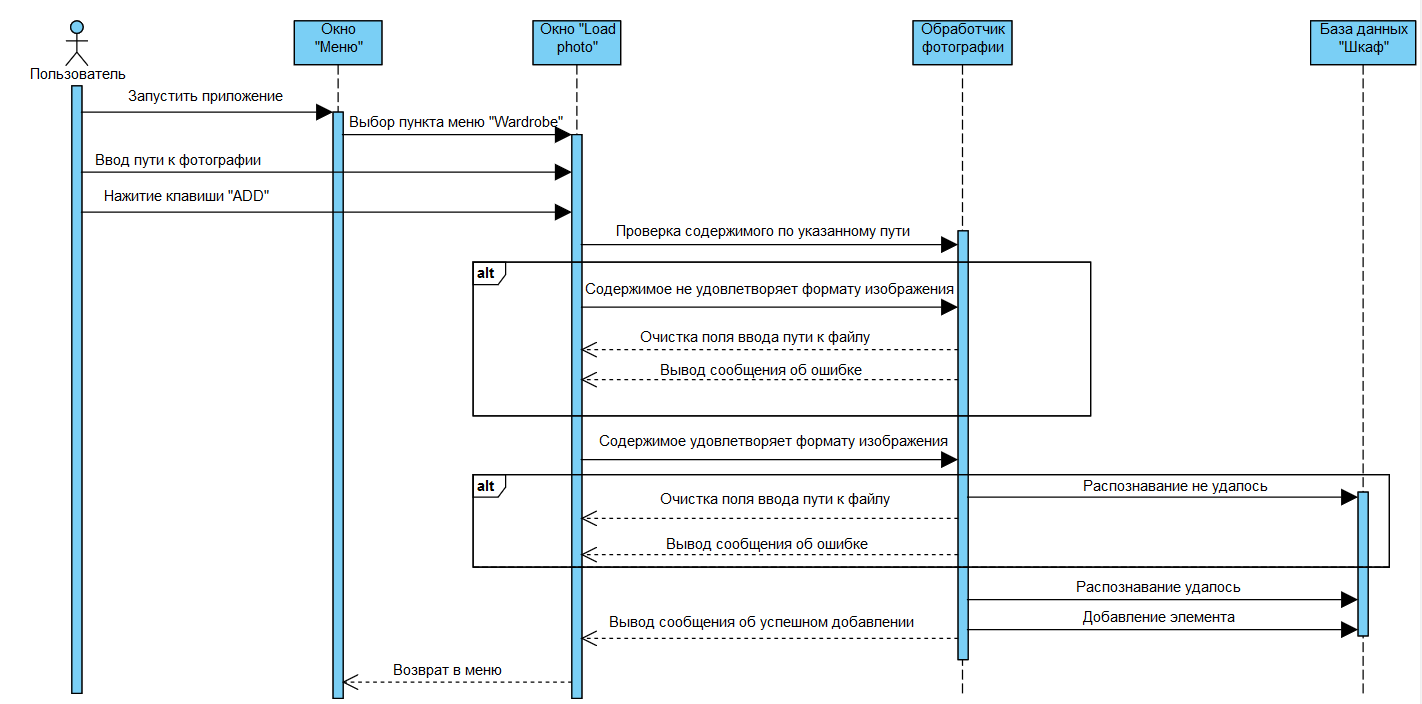 Окно
"Меню"
Окно "Load
photo"
Обработчик
фотографии
База данных
"Шкаф"
Пользователь
Запустить приложение
Выбор пункта меню "Wardrobe"
Ввод пути к фотографии
Нажитие клавиши "ADD"
Проверка содержимого по указанному пути
alt
Содержимое не удовлетворяет формату изображения
Очистка поля ввода пути к файлу
Вывод сообщения об ошибке
Содержимое удовлетворяет формату изображения
alt
Распознавание не удалось
Очистка поля ввода пути к файлу
Вывод сообщения об ошибке
Распознавание удалось
Добавление элемента
Вывод сообщения об успешном добавлении
Возврат в меню